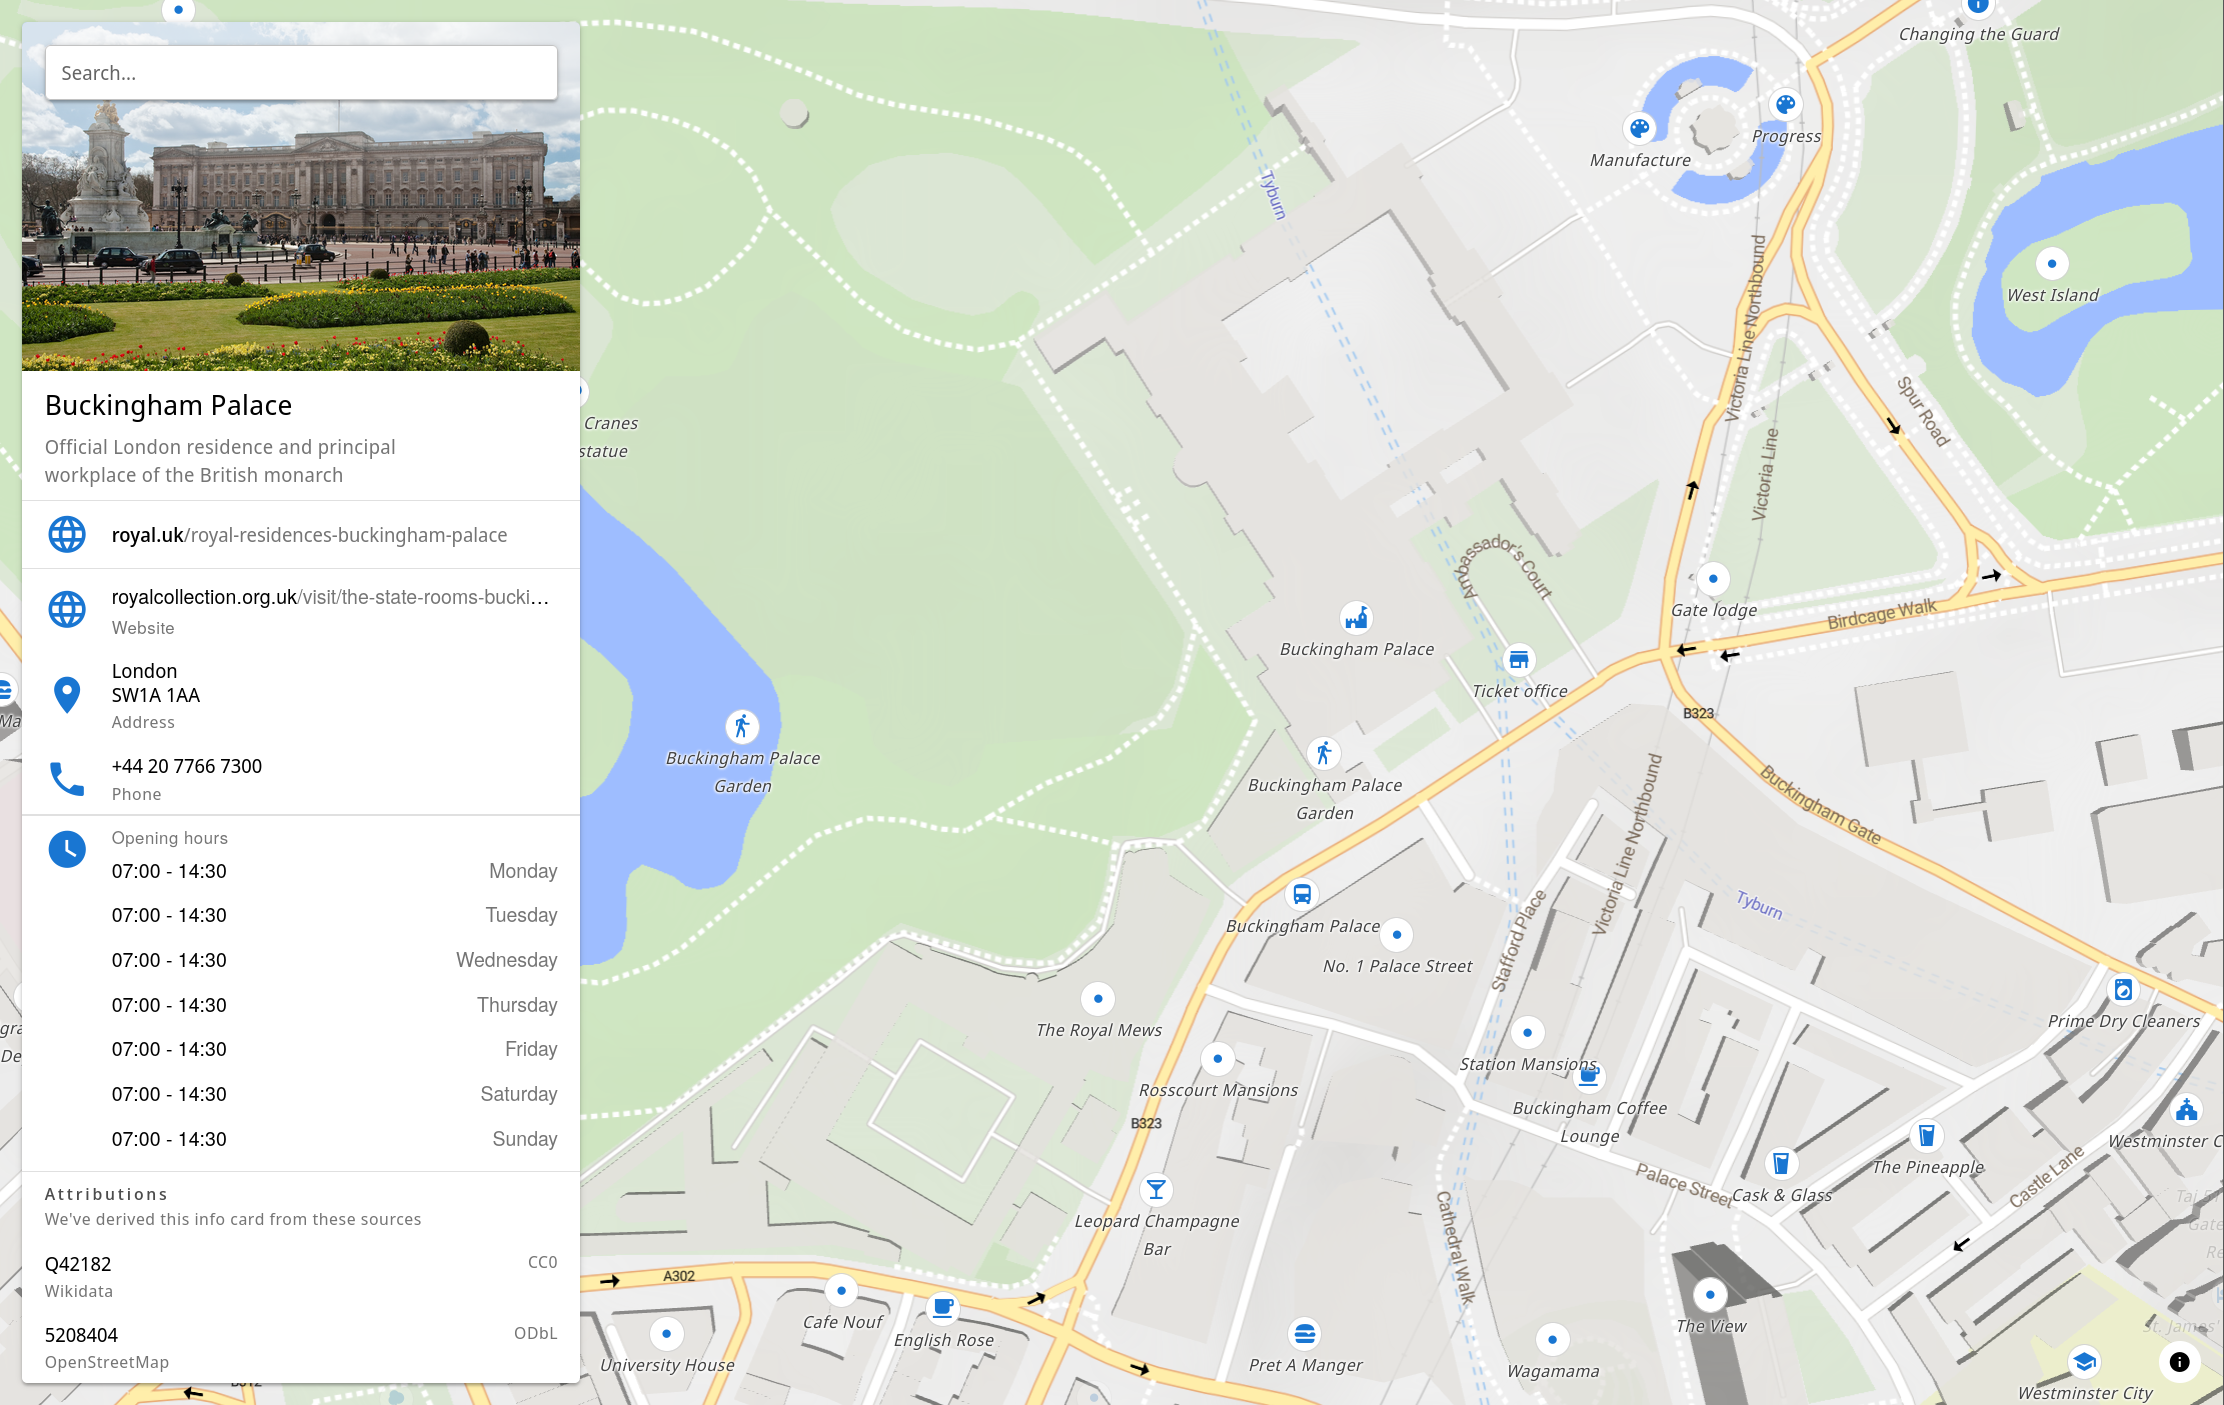 Search...
Buckingham Palace
Official London residence and principal
workplace of the British monarch
royal.uk/royal-residences-buckingham-palace
royalcollection.org.uk/visit/the-state-rooms-bucki...
Website
London
SW1A 1AA
Address
+44 20 7766 7300
Phone
Opening hours
07:00 - 14:30 Monday
07:00 - 14:30 Tuesday
07:00 - 14:30 Wednesday
07:00 - 14:30 Thursday
07:00 - 14:30 Friday
07:00 - 14:30 Saturday
07:00 - 14:30 Sunday
Attributions
We've derived this info card from these sources
Q42182 CC0
Wikidata
5208404 ODbL
OpenStreetMap
Changing the Guard
Progress
Manufacture
Tyburn
West Island
Victoria Line Northbound
Spur Road
Victoria Line
Cranes
statue
Ambassador's Court
Gate lodge
Birdcage Walk
Buckingham Palace
Ticket office
B323
Buckingham Palace
Garden
Buckingham Palace
Garden
Buckingham Gate
Victoria Line Northbound
Tyburn
Buckingham Palace
Stafford Place
No. 1 Palace Street
The Royal Mews
Prime Dry Cleaners
Station Mansions
Rosscourt Mansions
Buckingham Coffee
Lounge
B323
Westminster C
The Pineapple
Castle Lane
Palace Street
Cask & Glass
Leopard Champagne
Bar
Cathedral Walk
A302
Cafe Nouf
English Rose
The View
St. James'
University House
Pret A Manger
Wagamama
Westminster City